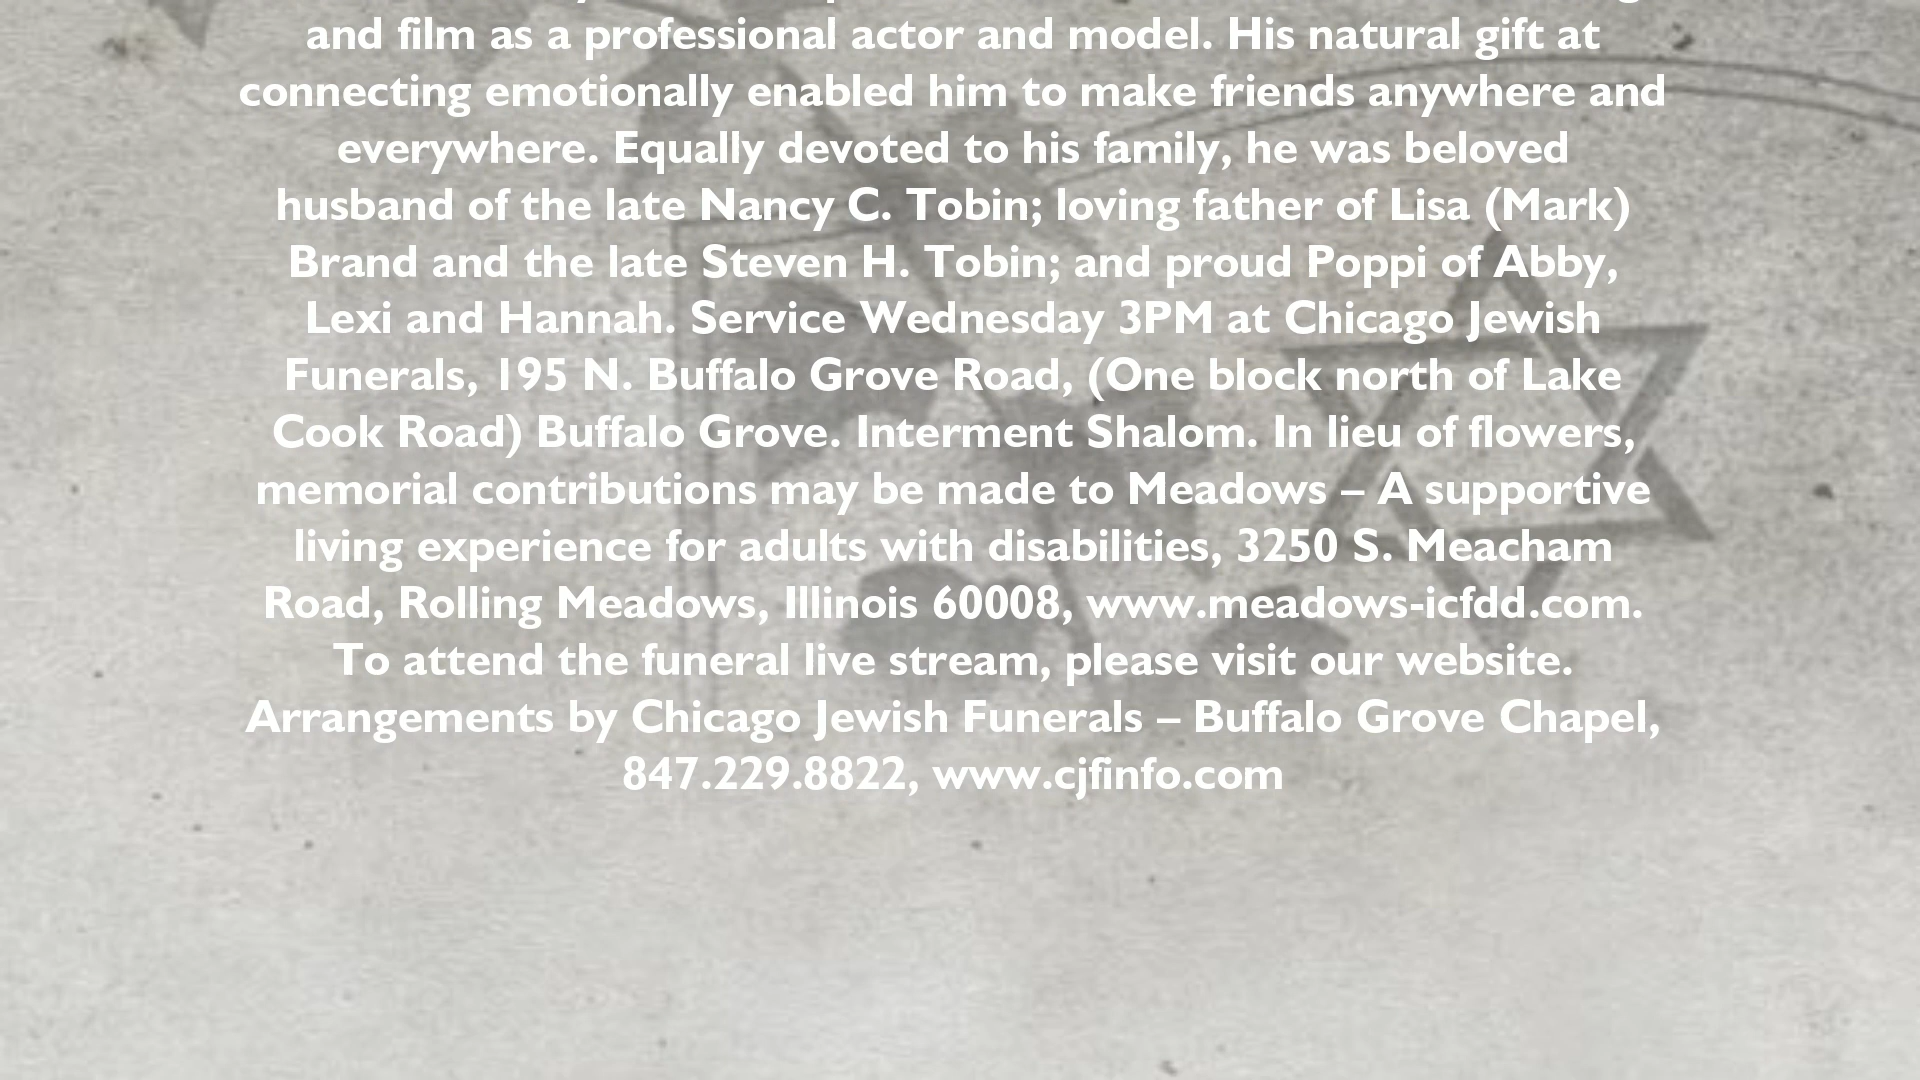 and film as a professional actor and model. His natural gift at
connecting emotionally enabled him to make friends anywhere and
everywhere. Equally devoted to his family, he was beloved
husband of the late Nancy C. Tobin; loving father of Lisa (Mark)
Brand and the late Steven H. Tobin; and proud Poppi of Abby,
Lexi and Hannah. Service Wednesday 3PM at Chicago Jewish
Funerals, 195 N. Buffalo Grove Road, (One block north of Lake
Cook Road) Buffalo Grove. Interment Shalom. In lieu of flowers,
memorial contributions may be made to Meadows – A supportive
living experience for adults with disabilities, 3250 S. Meacham
Road, Rolling Meadows, Illinois 60008, www.meadows-icfdd.com.
To attend the funeral live stream, please visit our website.
Arrangements by Chicago Jewish Funerals – Buffalo Grove Chapel,
847.229.8822, www.cjfinfo.com